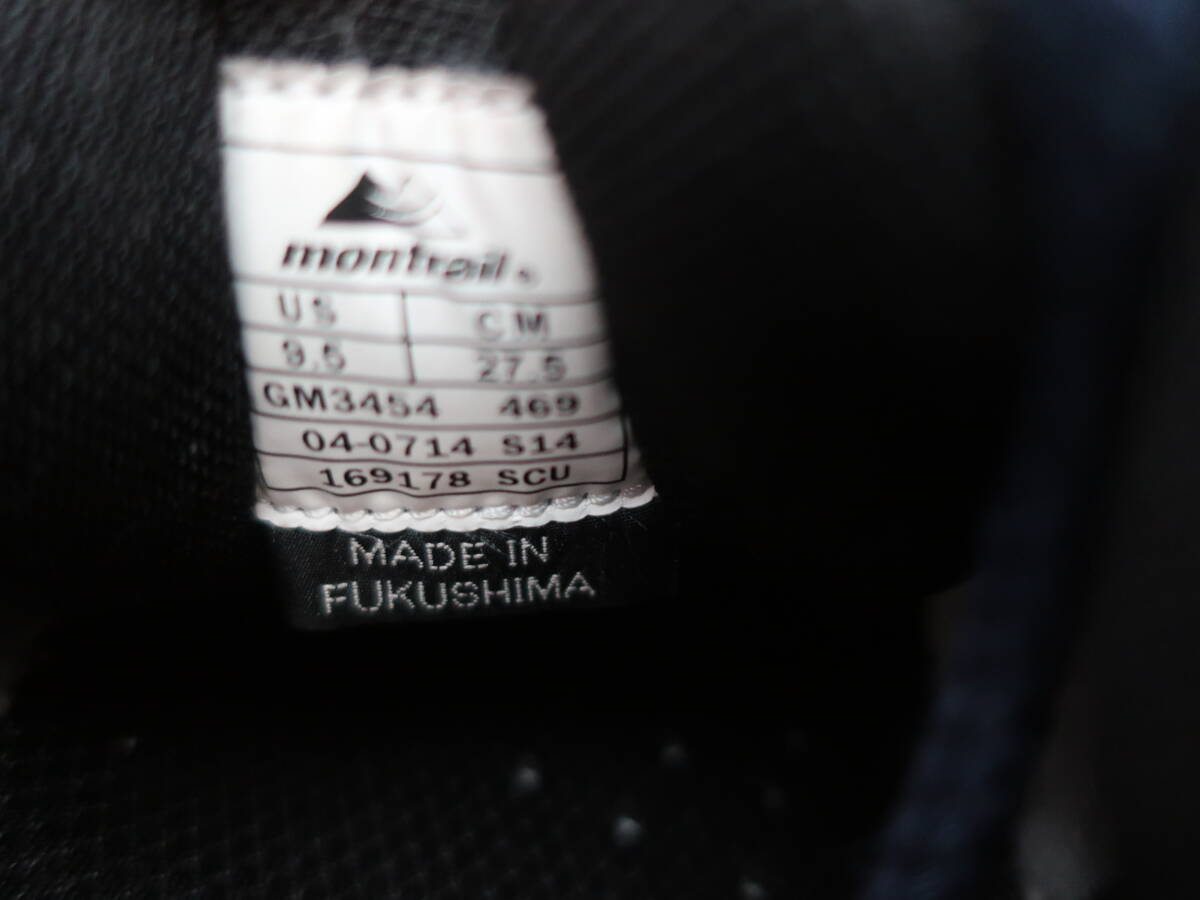 montrail
US CM
9.5 27.5
GM3454 469
04-0714 S14
169178 SCU
MADE IN
FUKUSHIMA